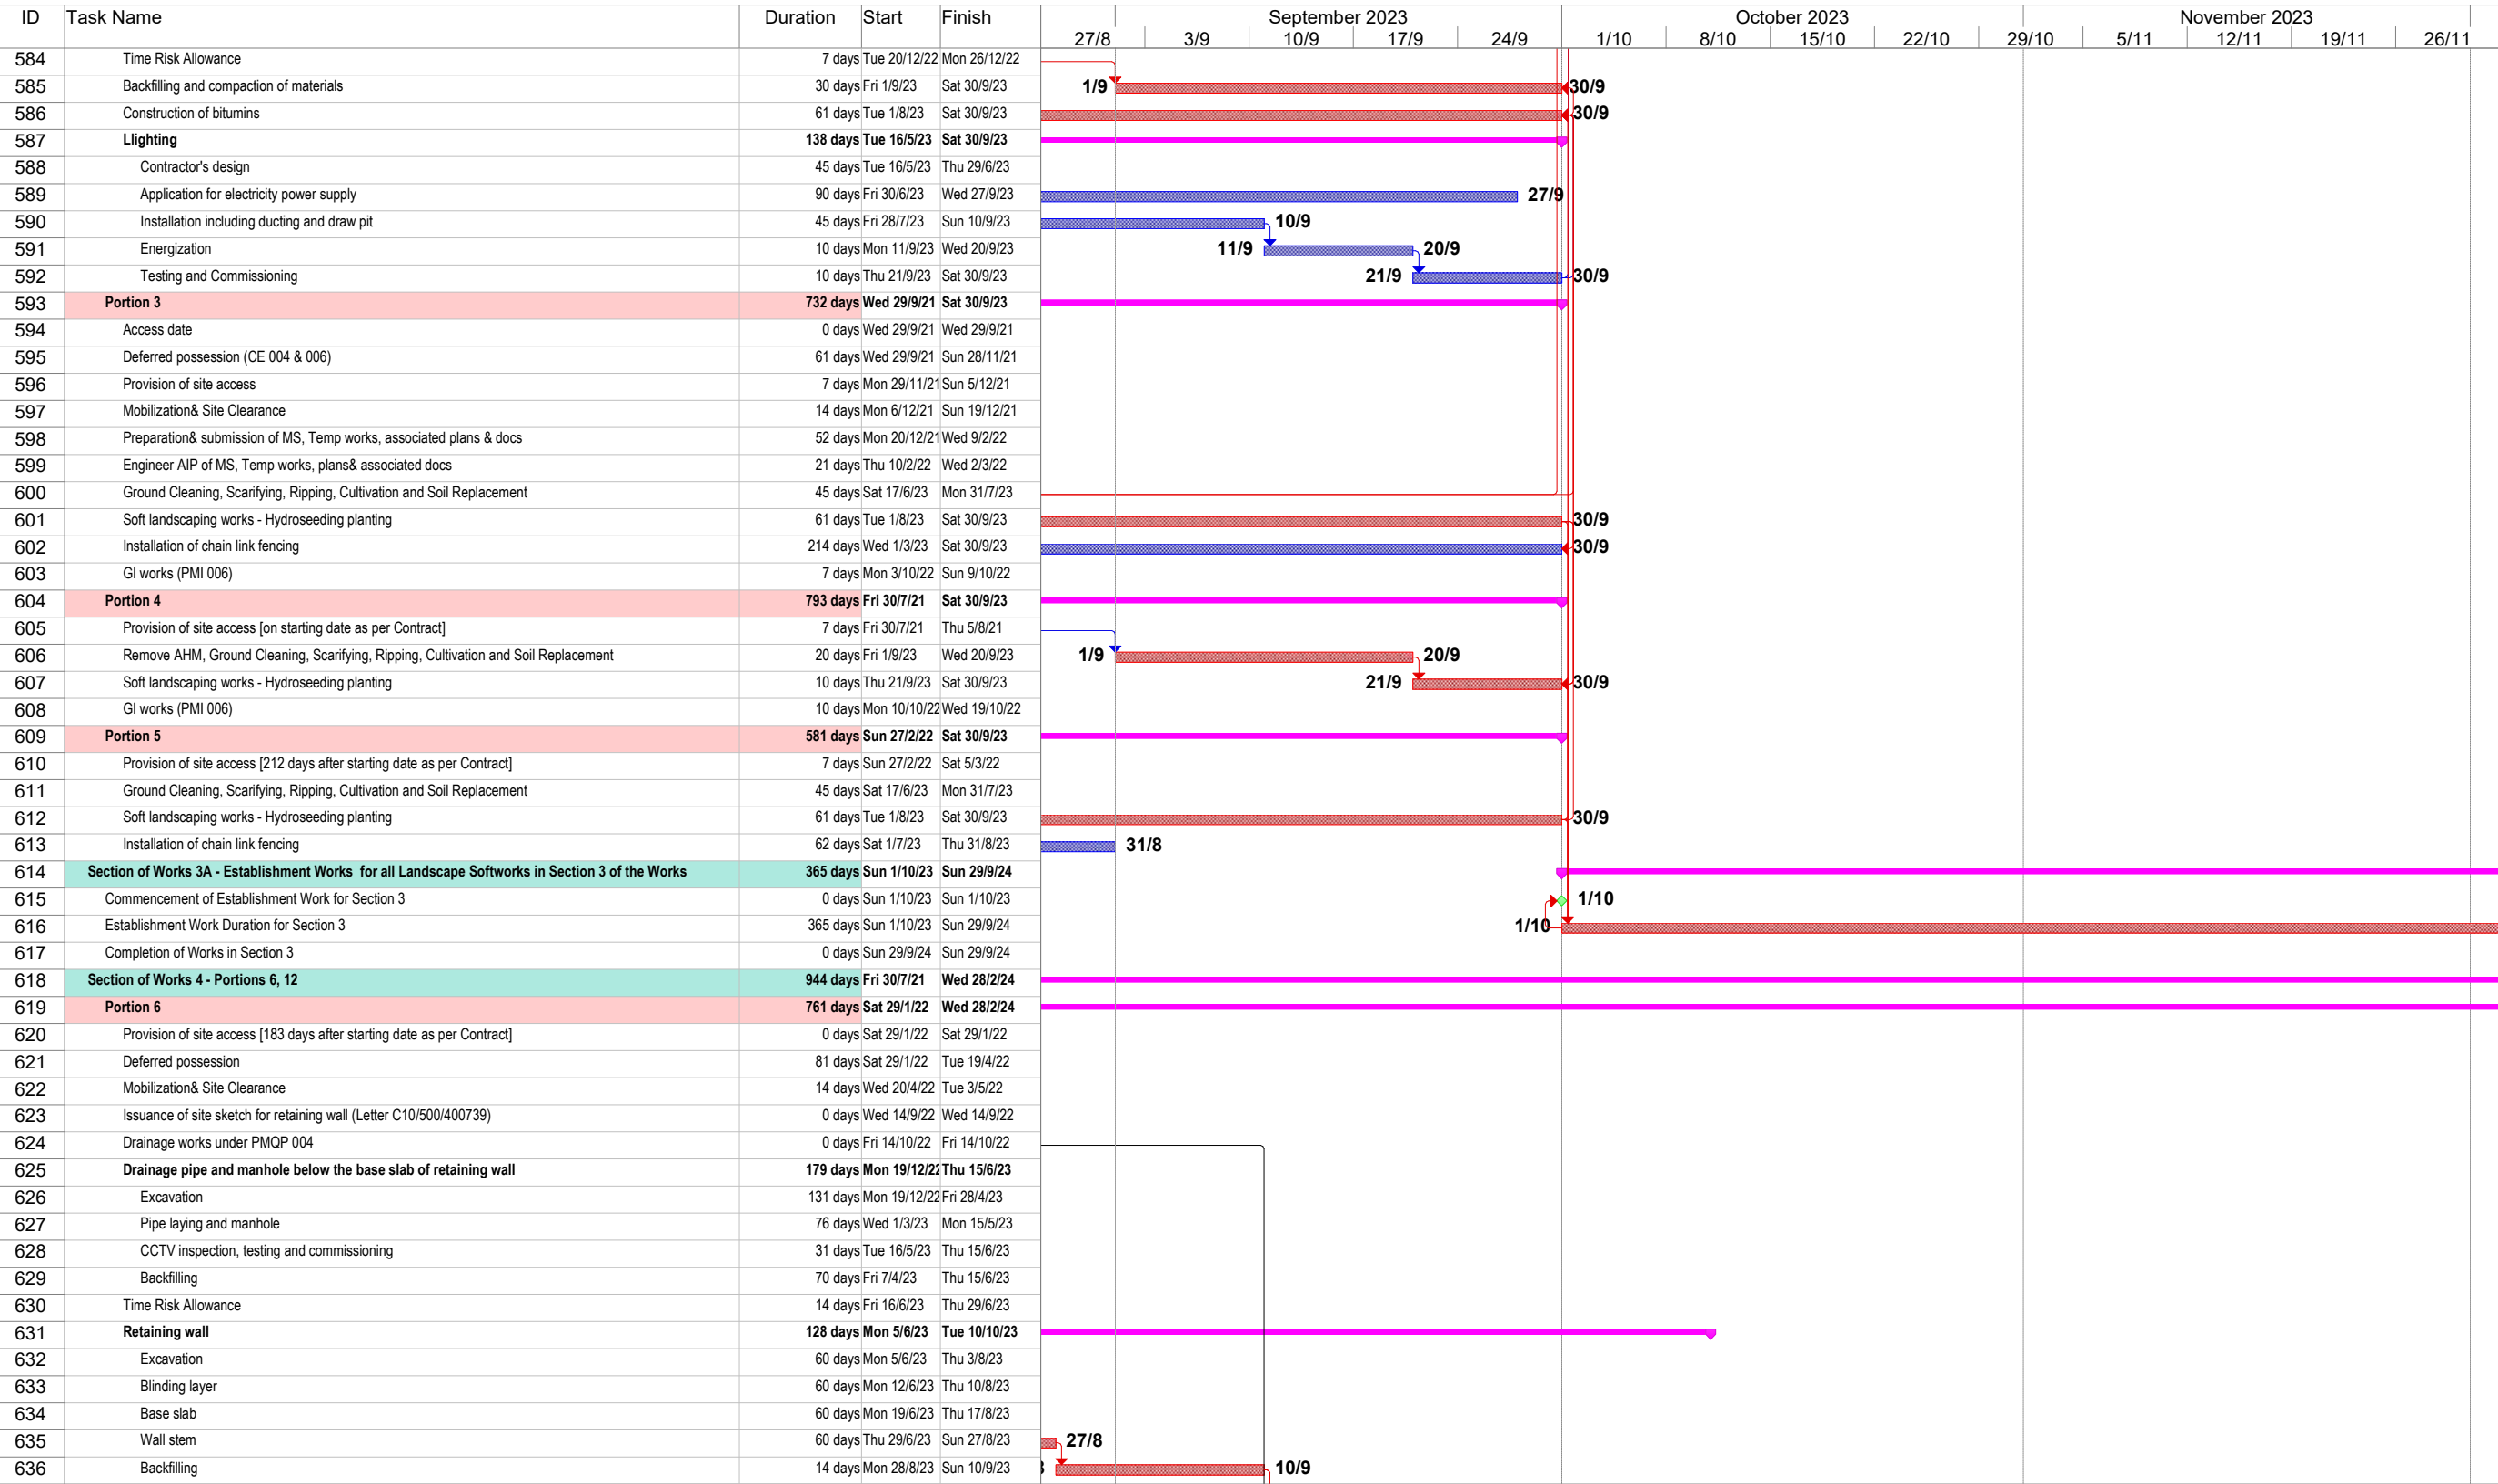 ID Task Name Duration Start Finish September 2023 October 2023 November 2023
27/8 3/9 10/9 17/9 24/9 1/10 8/10 15/10 22/10 29/10 5/11 12/11 19/11 26/11
584 Time Risk Allowance 7 days Tue 20/12/22 Mon 26/12/22
585 Backfilling and compaction of materials 30 days Fri 1/9/23 Sat 30/9/23 1/9 30/9
586 Construction of bitumins 61 days Tue 1/8/23 Sat 30/9/23 30/9
587 Llighting 138 days Tue 16/5/23 Sat 30/9/23
588 Contractor's design 45 days Tue 16/5/23 Thu 29/6/23
589 Application for electricity power supply 90 days Fri 30/6/23 Wed 27/9/23 27/9
590 Installation including ducting and draw pit 45 days Fri 28/7/23 Sun 10/9/23 10/9
591 Energization 10 days Mon 11/9/23 Wed 20/9/23 11/9 20/9
592 Testing and Commissioning 10 days Thu 21/9/23 Sat 30/9/23 21/9 30/9
593 Portion 3 732 days Wed 29/9/21 Sat 30/9/23
594 Access date 0 days Wed 29/9/21 Wed 29/9/21
595 Deferred possession (CE 004 & 006) 61 days Wed 29/9/21 Sun 28/11/21
596 Provision of site access 7 days Mon 29/11/21 Sun 5/12/21
597 Mobilization& Site Clearance 14 days Mon 6/12/21 Sun 19/12/21
598 Preparation& submission of MS, Temp works, associated plans & docs 52 days Mon 20/12/21 Wed 9/2/22
599 Engineer AIP of MS, Temp works, plans& associated docs 21 days Thu 10/2/22 Wed 2/3/22
600 Ground Cleaning, Scarifying, Ripping, Cultivation and Soil Replacement 45 days Sat 17/6/23 Mon 31/7/23
601 Soft landscaping works - Hydroseeding planting 61 days Tue 1/8/23 Sat 30/9/23 30/9
602 Installation of chain link fencing 214 days Wed 1/3/23 Sat 30/9/23 30/9
603 GI works (PMI 006) 7 days Mon 3/10/22 Sun 9/10/22
604 Portion 4 793 days Fri 30/7/21 Sat 30/9/23
605 Provision of site access [on starting date as per Contract] 7 days Fri 30/7/21 Thu 5/8/21
606 Remove AHM, Ground Cleaning, Scarifying, Ripping, Cultivation and Soil Replacement 20 days Fri 1/9/23 Wed 20/9/23 1/9 20/9
607 Soft landscaping works - Hydroseeding planting 10 days Thu 21/9/23 Sat 30/9/23 21/9 30/9
608 GI works (PMI 006) 10 days Mon 10/10/22 Wed 19/10/22
609 Portion 5 581 days Sun 27/2/22 Sat 30/9/23
610 Provision of site access [212 days after starting date as per Contract] 7 days Sun 27/2/22 Sat 5/3/22
611 Ground Cleaning, Scarifying, Ripping, Cultivation and Soil Replacement 45 days Sat 17/6/23 Mon 31/7/23
612 Soft landscaping works - Hydroseeding planting 61 days Tue 1/8/23 Sat 30/9/23 30/9
613 Installation of chain link fencing 62 days Sat 1/7/23 Thu 31/8/23 31/8
614 Section of Works 3A - Establishment Works for all Landscape Softworks in Section 3 of the Works 365 days Sun 1/10/23 Sun 29/9/24
615 Commencement of Establishment Work for Section 3 0 days Sun 1/10/23 Sun 1/10/23 1/10
616 Establishment Work Duration for Section 3 365 days Sun 1/10/23 Sun 29/9/24 1/10
617 Completion of Works in Section 3 0 days Sun 29/9/24 Sun 29/9/24
618 Section of Works 4 - Portions 6, 12 944 days Fri 30/7/21 Wed 28/2/24
619 Portion 6 761 days Sat 29/1/22 Wed 28/2/24
620 Provision of site access [183 days after starting date as per Contract] 0 days Sat 29/1/22 Sat 29/1/22
621 Deferred possession 81 days Sat 29/1/22 Tue 19/4/22
622 Mobilization& Site Clearance 14 days Wed 20/4/22 Tue 3/5/22
623 Issuance of site sketch for retaining wall (Letter C10/500/400739) 0 days Wed 14/9/22 Wed 14/9/22
624 Drainage works under PMQP 004 0 days Fri 14/10/22 Fri 14/10/22
625 Drainage pipe and manhole below the base slab of retaining wall 179 days Mon 19/12/22 Thu 15/6/23
626 Excavation 131 days Mon 19/12/22 Fri 28/4/23
627 Pipe laying and manhole 76 days Wed 1/3/23 Mon 15/5/23
628 CCTV inspection, testing and commissioning 31 days Tue 16/5/23 Thu 15/6/23
629 Backfilling 70 days Fri 7/4/23 Thu 15/6/23
630 Time Risk Allowance 14 days Fri 16/6/23 Thu 29/6/23
631 Retaining wall 128 days Mon 5/6/23 Tue 10/10/23
632 Excavation 60 days Mon 5/6/23 Thu 3/8/23
633 Blinding layer 60 days Mon 12/6/23 Thu 10/8/23
634 Base slab 60 days Mon 19/6/23 Thu 17/8/23
635 Wall stem 60 days Thu 29/6/23 Sun 27/8/23 27/8
636 Backfilling 14 days Mon 28/8/23 Sun 10/9/23 10/9